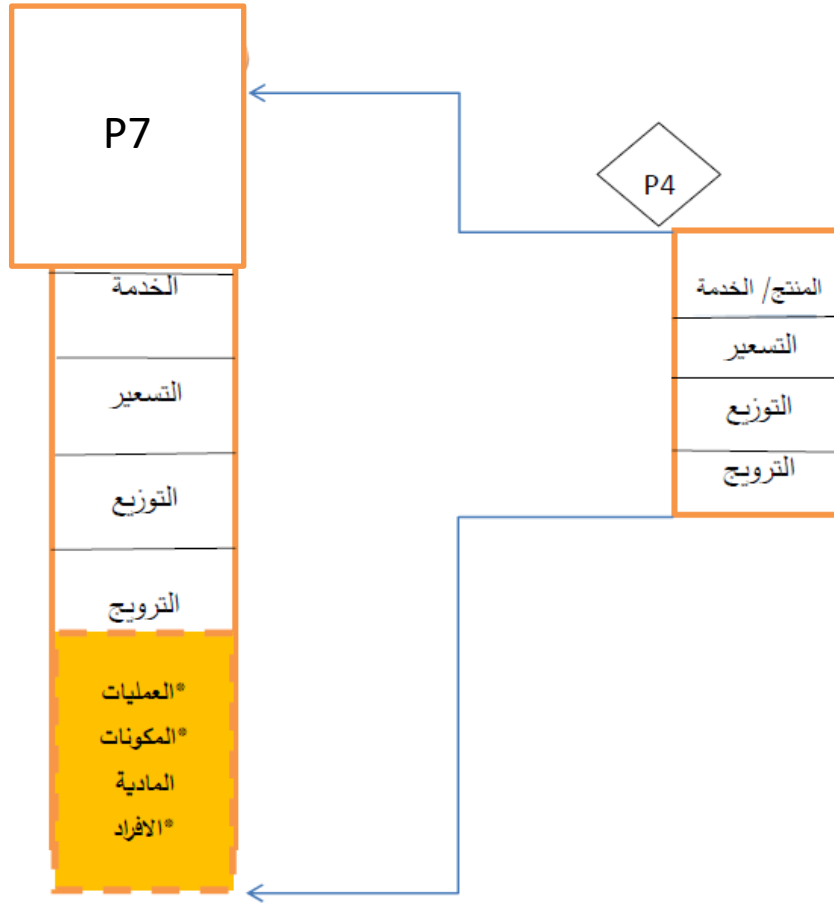 P4
المنتج/ الخدمة
التسعير
التوزيع
الترويج
P7
الخدمة
التسعير
التوزيع
الترويج
*العمليات
*المكونات
المادية
*الافراد